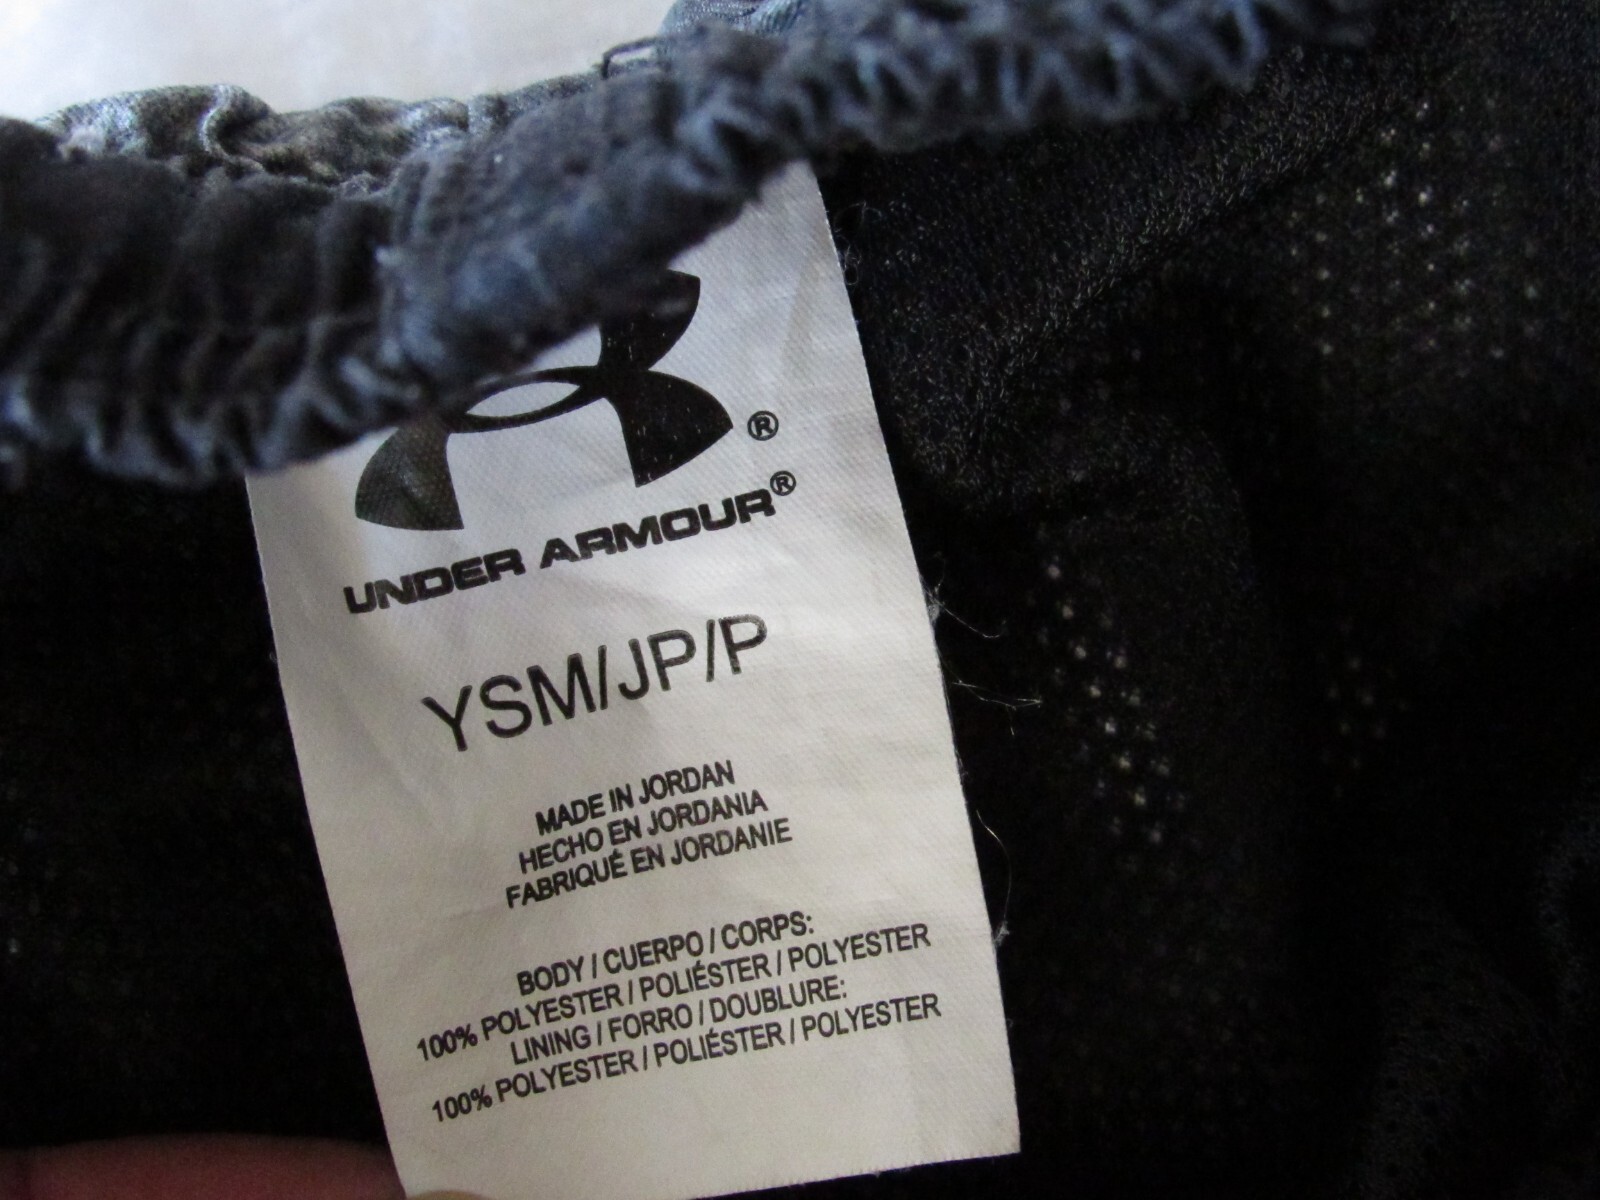 ®
UNDER ARMOUR®
YSM/JP/P
MADE IN JORDAN
HECHO EN JORDANIA
FABRIQUÉ EN JORDANIE
BODY / CUERPO / CORPS:
100% POLYESTER / POLIÉSTER / POLYESTER
LINING / FORRO / DOUBLURE:
100% POLYESTER / POLIÉSTER / POLYESTER